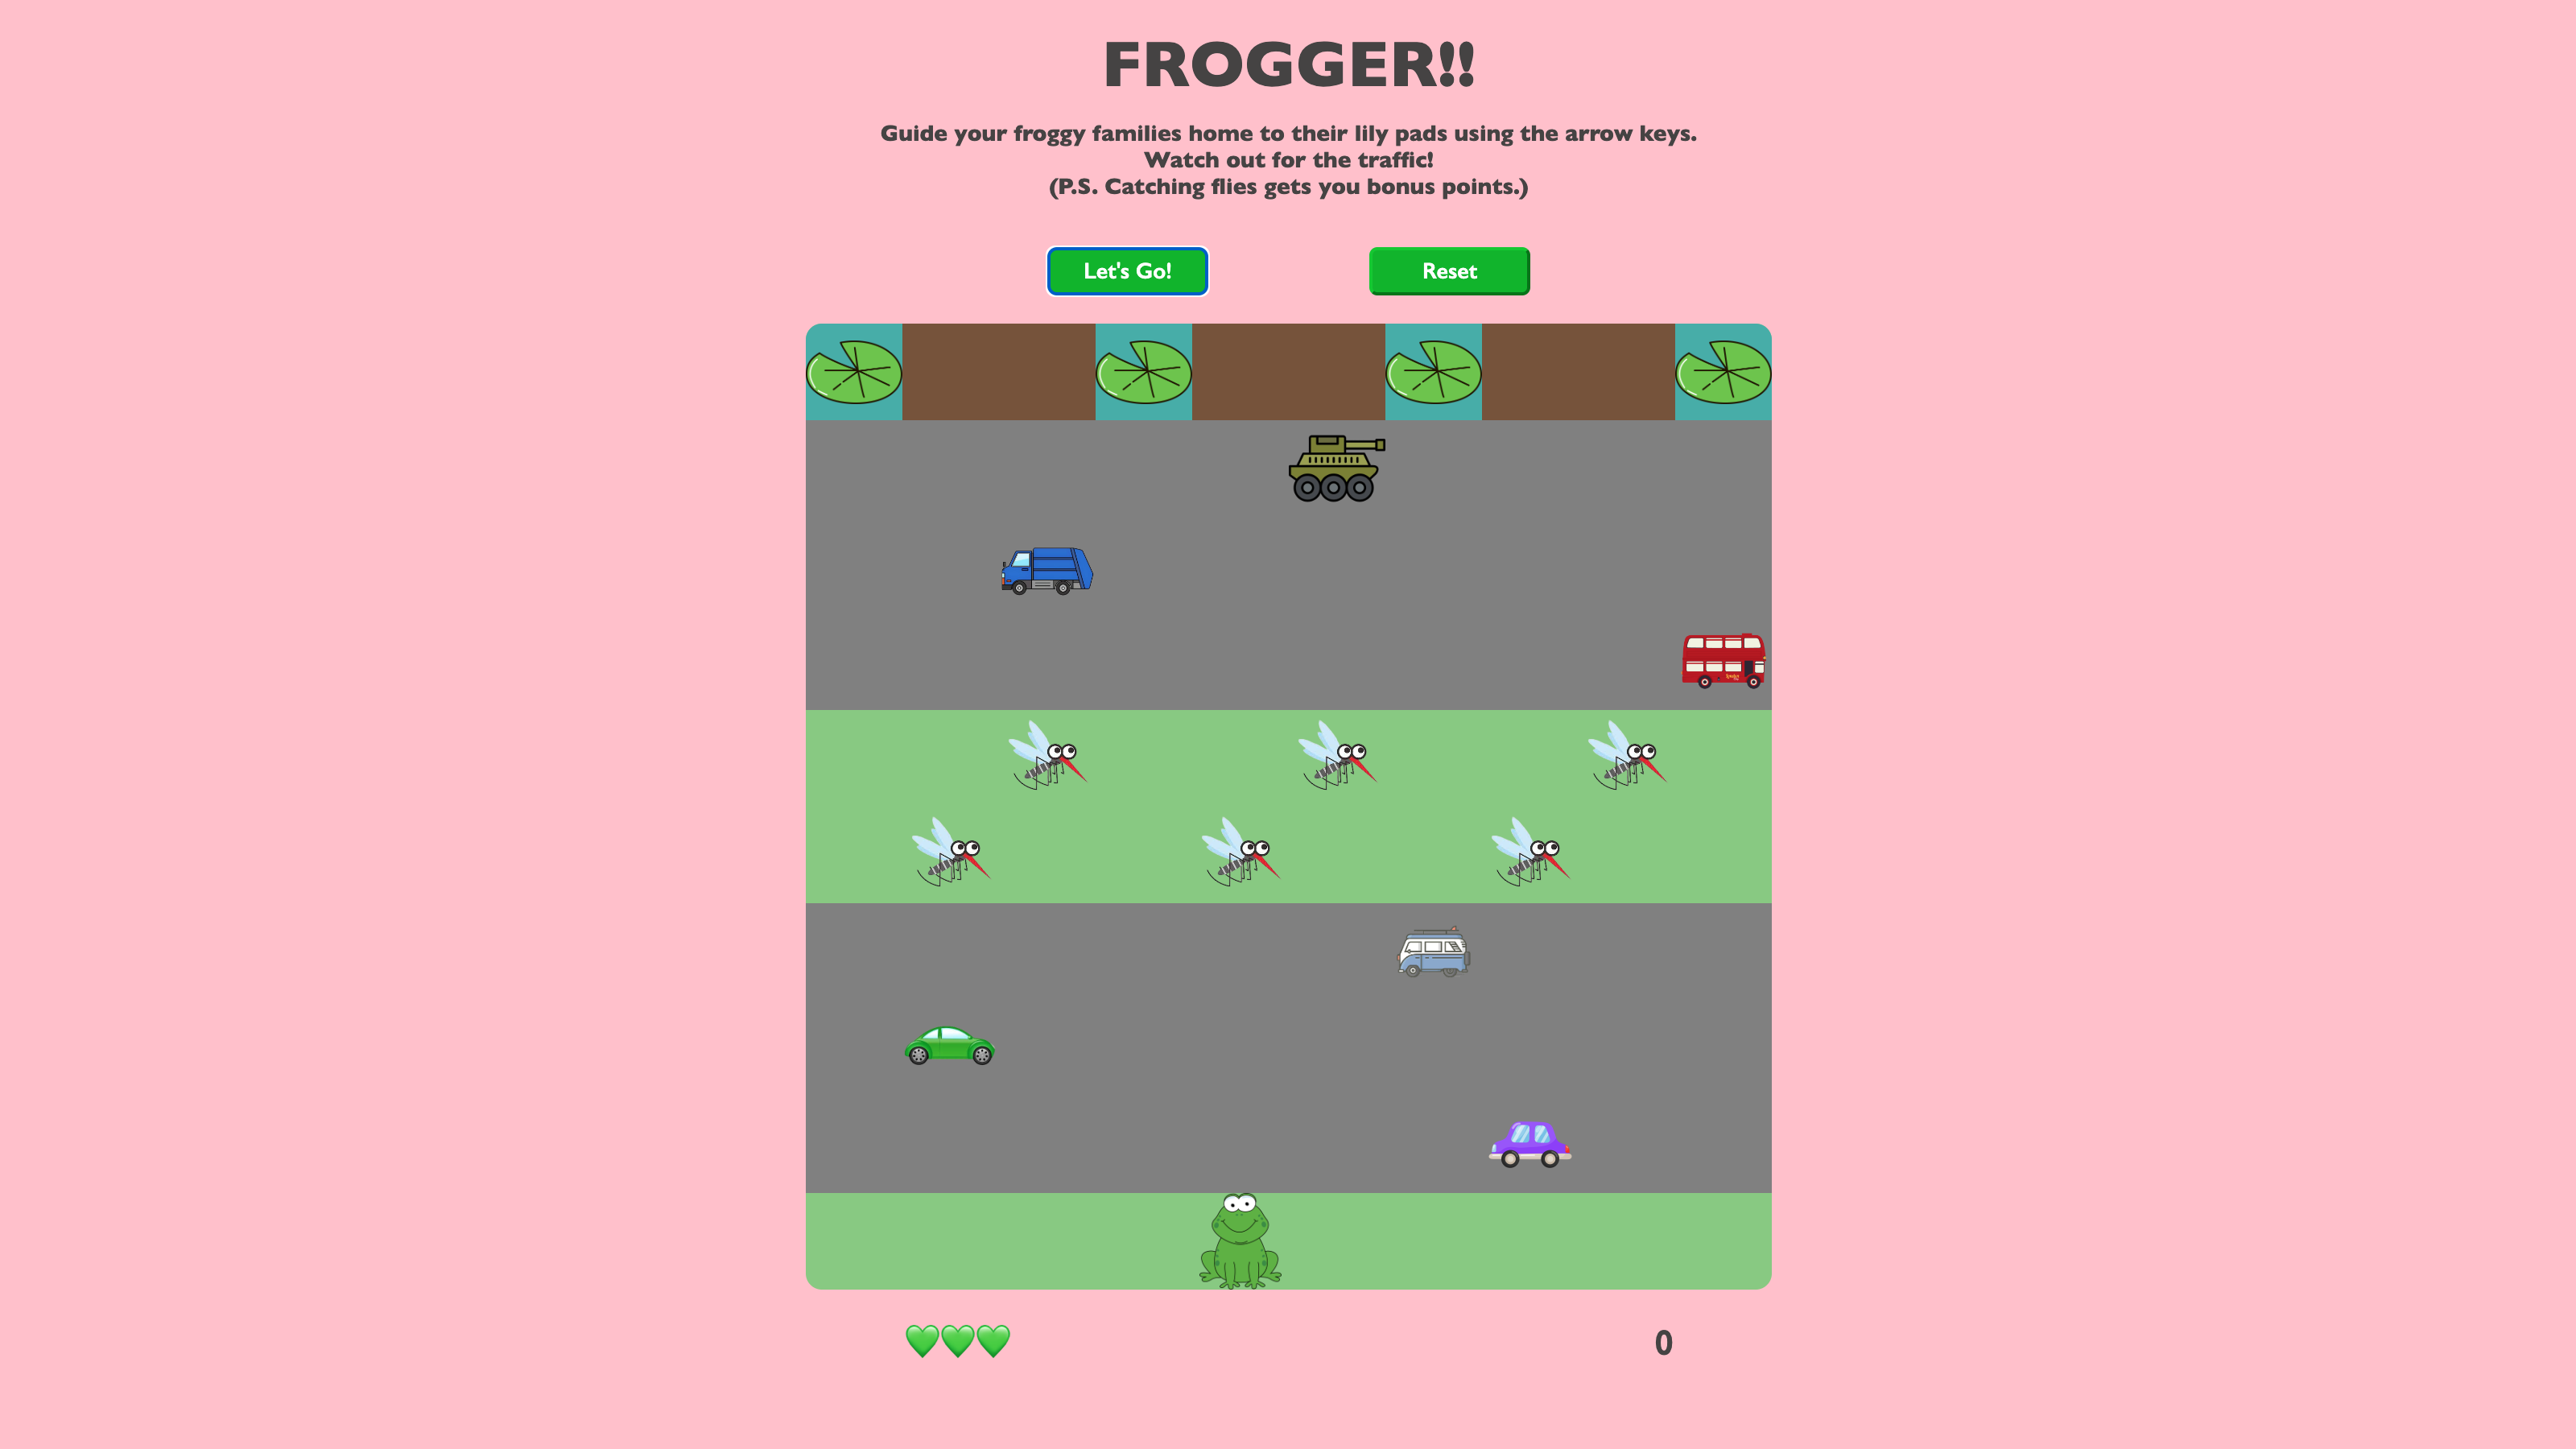 FROGGER!!
Guide your froggy families home to their lily pads using the arrow keys.
Watch out for the traffic!
(P.S. Catching flies gets you bonus points.)
Let's Go!
Reset
0